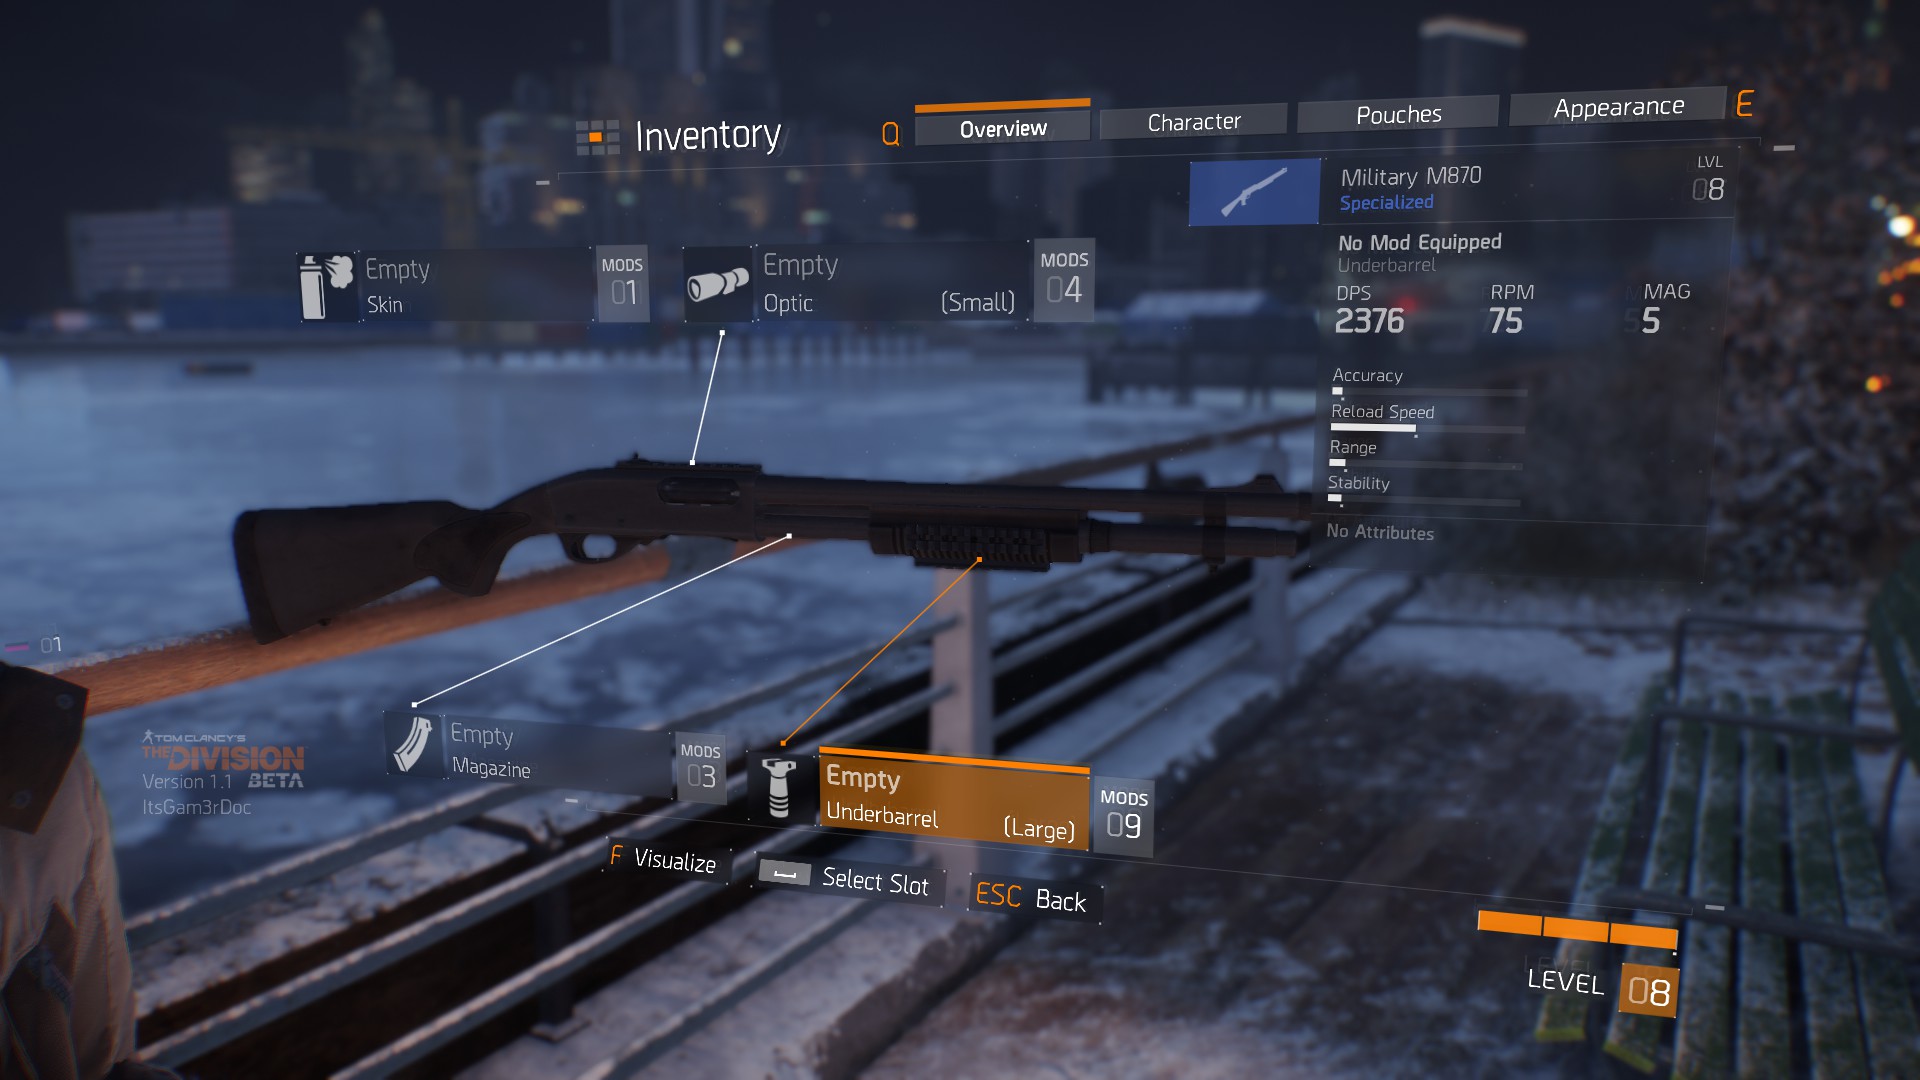 Inventory
Q
Overview
Character
Pouches
Appearance
E
Military M870
Specialized
LVL
08
No Mod Equipped
Underbarrel
DPS
2376
RPM
75
MAG
5
Accuracy
Reload Speed
Range
Stability
No Attributes
Empty
Skin
MODS
01
Empty
Optic (Small)
MODS
04
01
Empty
Magazine
MODS
03
Empty
Underbarrel (Large)
MODS
09
TOM CLANCY'S
THE DIVISION
Version 1.1 BETA
ItsGam3rDoc
F Visualize
Select Slot
ESC Back
LEVEL 08